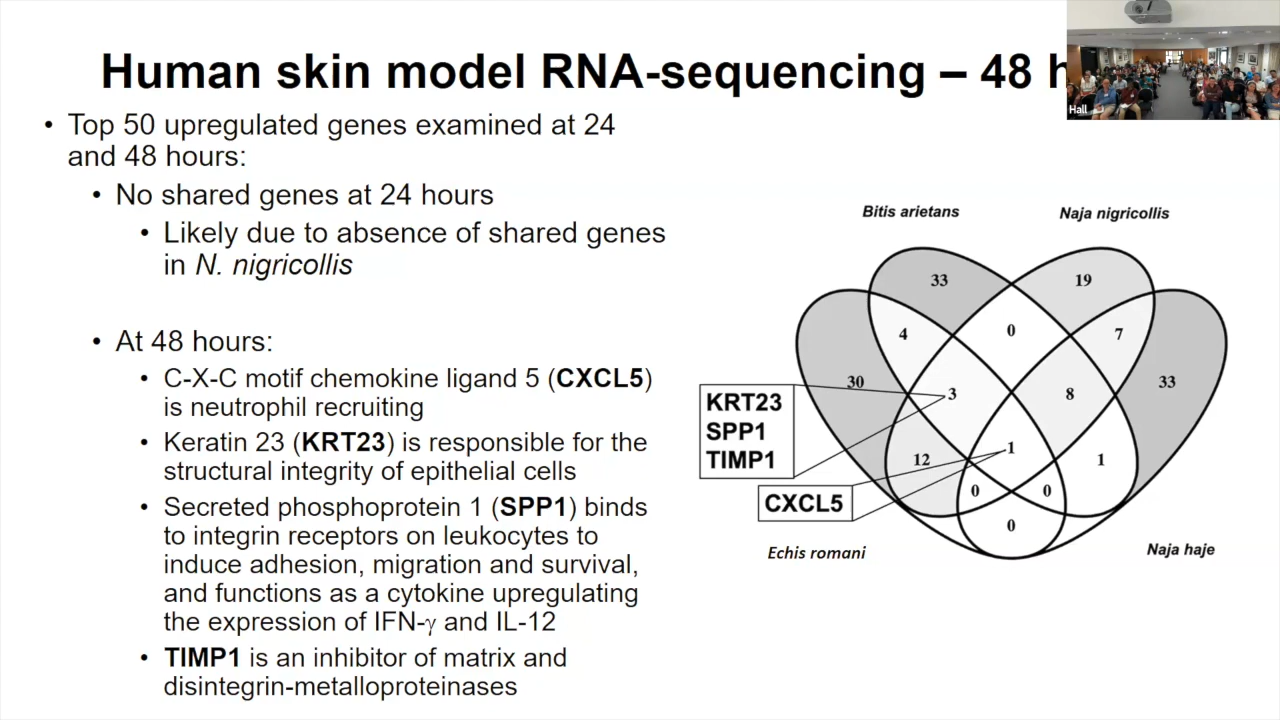 Human skin model RNA-sequencing – 48 h
Hall
• Top 50 upregulated genes examined at 24
and 48 hours:
• No shared genes at 24 hours
• Likely due to absence of shared genes
in N. nigricollis
• At 48 hours:
• C-X-C motif chemokine ligand 5 (CXCL5)
is neutrophil recruiting
• Keratin 23 (KRT23) is responsible for the
structural integrity of epithelial cells
• Secreted phosphoprotein 1 (SPP1) binds
to integrin receptors on leukocytes to
induce adhesion, migration and survival,
and functions as a cytokine upregulating
the expression of IFN-γ and IL-12
• TIMP1 is an inhibitor of matrix and
disintegrin-metalloproteinases
Bitis arietans
Naja nigricollis
33
19
4
0
7
30
3
8
33
KRT23
SPP1
TIMP1
12
1
1
CXCL5
0
0
0
Echis romani
Naja haje